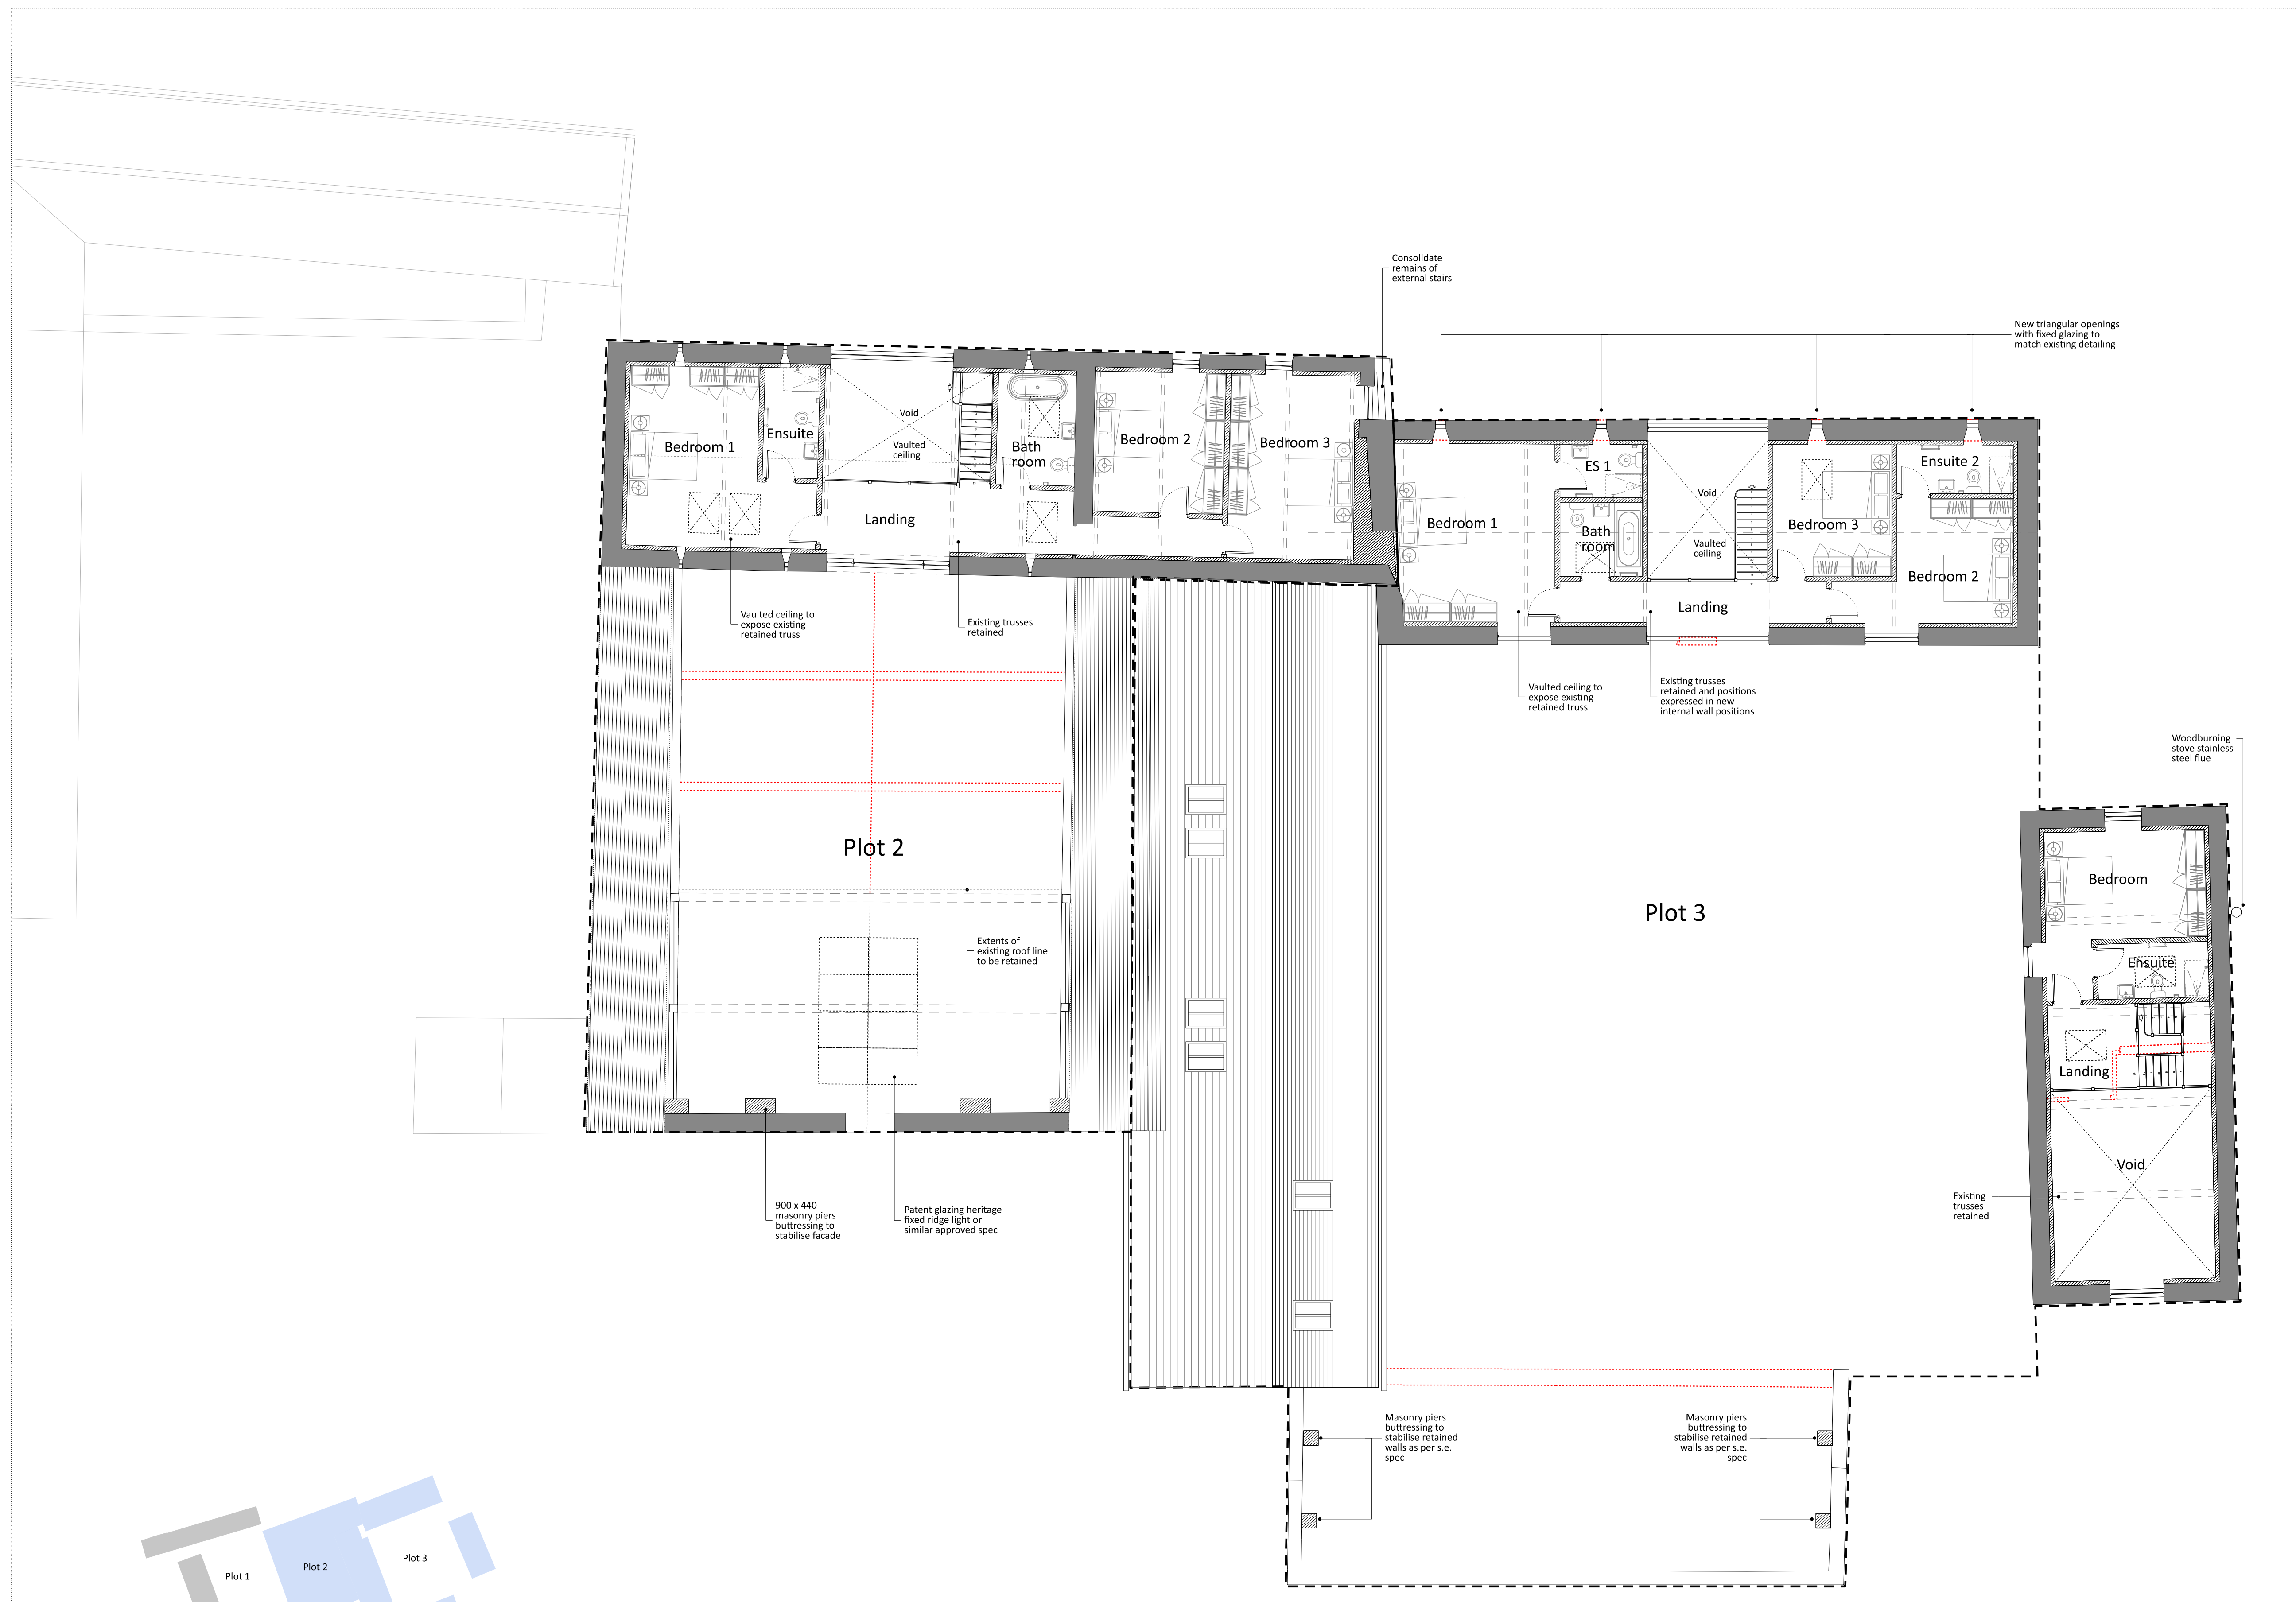 Consolidate
remains of
external stairs
New triangular openings
with fixed glazing to
match existing detailing
Bedroom 1
Ensuite
Void
Vaulted
ceiling
Bath
room
Bedroom 2
Bedroom 3
Landing
ES 1
Bedroom 1
Bath
room
Void
Vaulted
ceiling
Bedroom 3
Ensuite 2
Bedroom 2
Landing
Vaulted ceiling to
expose existing
retained truss
Existing trusses
retained
Vaulted ceiling to
expose existing
retained truss
Existing trusses
retained and positions
expressed in new
internal wall positions
Woodburning
stove stainless
steel flue
Plot 2
Plot 3
Bedroom
Ensuite
Landing
Void
Extents of
existing roof line
to be retained
Existing
trusses
retained
900 x 440
masonry piers
buttressing to
stabilise facade
Patent glazing heritage
fixed ridge light or
similar approved spec
Masonry piers
buttressing to
stabilise retained
walls as per s.e.
spec
Masonry piers
buttressing to
stabilise retained
walls as per s.e.
spec
Plot 1
Plot 2
Plot 3